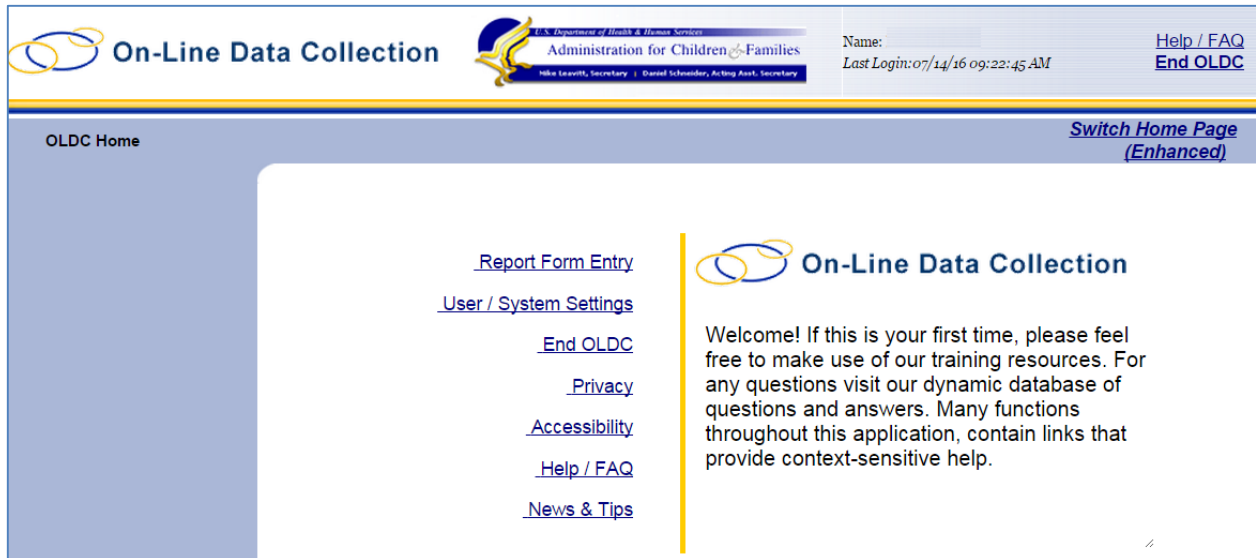 On-Line Data Collection
U.S. Department of Health & Human Services
Administration for Children & Families
Mike Leavitt, Secretary | Daniel Schneider, Acting Asst. Secretary
Name:
Last Login:07/14/16 09:22:45 AM
Help / FAQ
End OLDC
OLDC Home
Switch Home Page
(Enhanced)
Report Form Entry
User / System Settings
End OLDC
Privacy
Accessibility
Help / FAQ
News & Tips
On-Line Data Collection
Welcome! If this is your first time, please feel
free to make use of our training resources. For
any questions visit our dynamic database of
questions and answers. Many functions
throughout this application, contain links that
provide context-sensitive help.